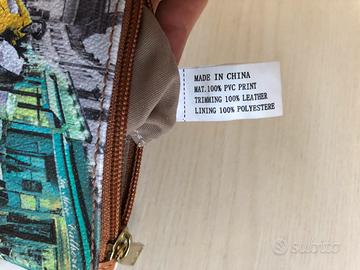 MADE IN CHINA
MAT.100% PVC PRINT
TRIMMING 100% LEATHER
LINING 100% POLYESTERE
subito